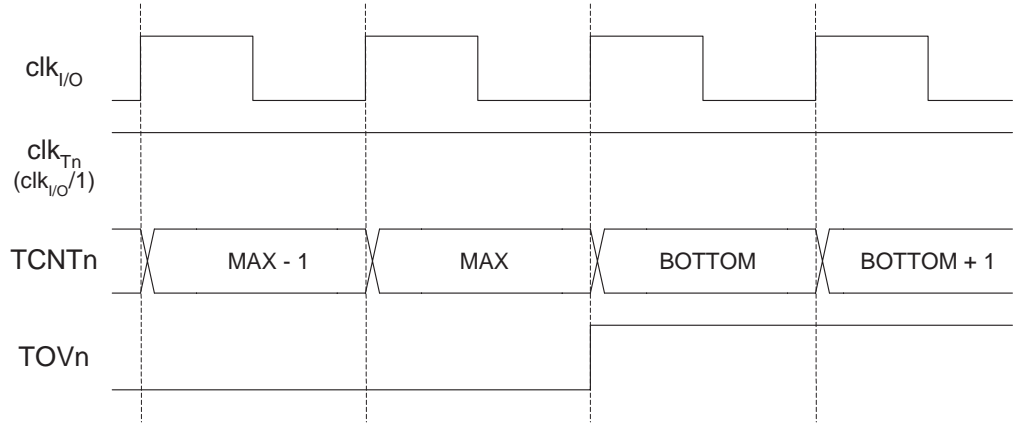 clkI/O
clkTn
(clkI/O/1)
TCNTn
MAX - 1
MAX
BOTTOM
BOTTOM + 1
TOVn